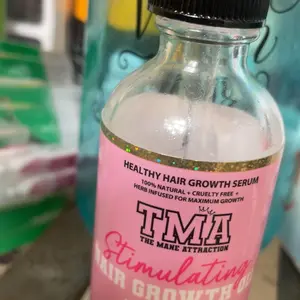 HEALTHY HAIR GROWTH SERUM
100% NATURAL + CRUELTY FREE +
HERB INFUSED FOR MAXIMUM GROWTH
TMA
THE MANE ATTRACTION
Stimulating
HAIR GROWTH